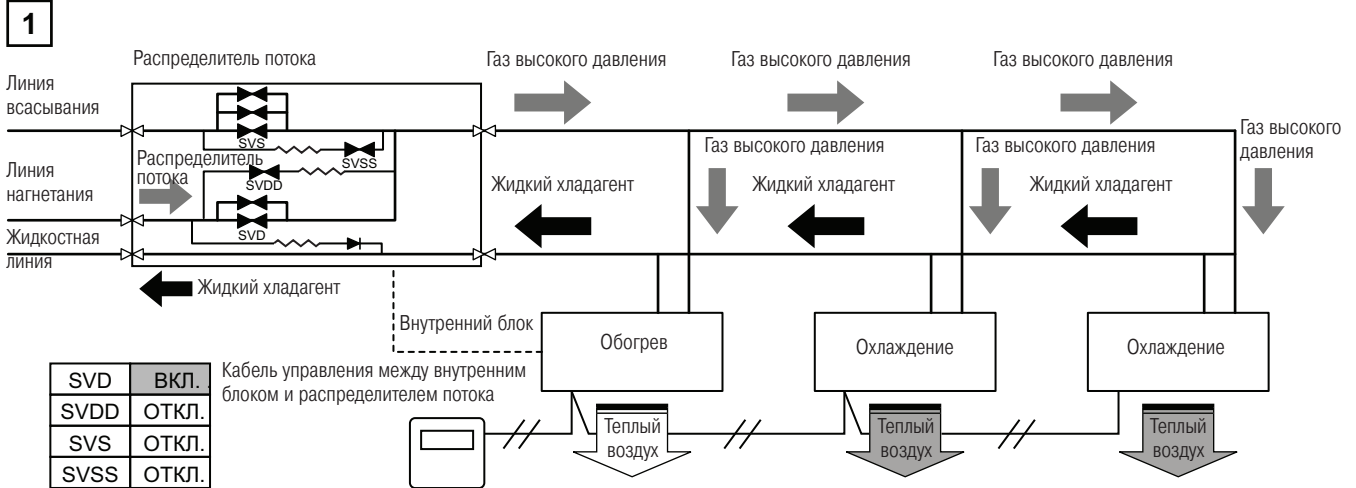 1
Распределитель потока
Газ высокого давления
Газ высокого давления
Газ высокого давления
Линия
всасывания
SVS
SVSS
Распределитель
потока
Газ высокого давления
Газ высокого давления
Газ высокого
давления
Линия
нагнетания
SVDD
Жидкий хладагент
Жидкий хладагент
Жидкий хладагент
SVD
Жидкостная
линия
Жидкий хладагент
Внутренний блок
Обогрев
Охлаждение
Охлаждение
Кабель управления между внутренним
блоком и распределителем потока
SVD ВКЛ.
SVDD ОТКЛ.
SVS ОТКЛ.
SVSS ОТКЛ.
Теплый
воздух
Теплый
воздух
Теплый
воздух